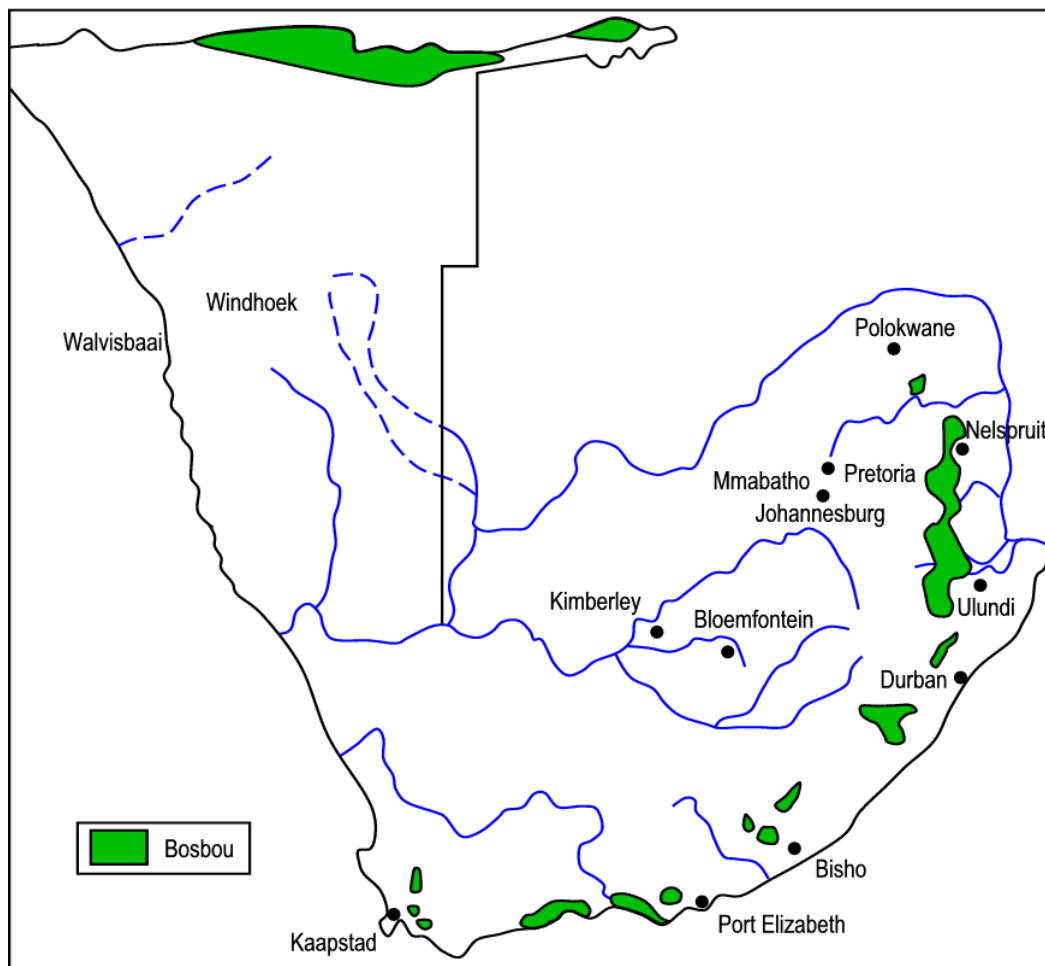 Windhoek
Walvisbaai
Polokwane
Nelspruit
Mmabatho
Pretoria
Johannesburg
Kimberley
Bloemfontein
Ulundi
Durban
Bosbou
Bisho
Port Elizabeth
Kaapstad